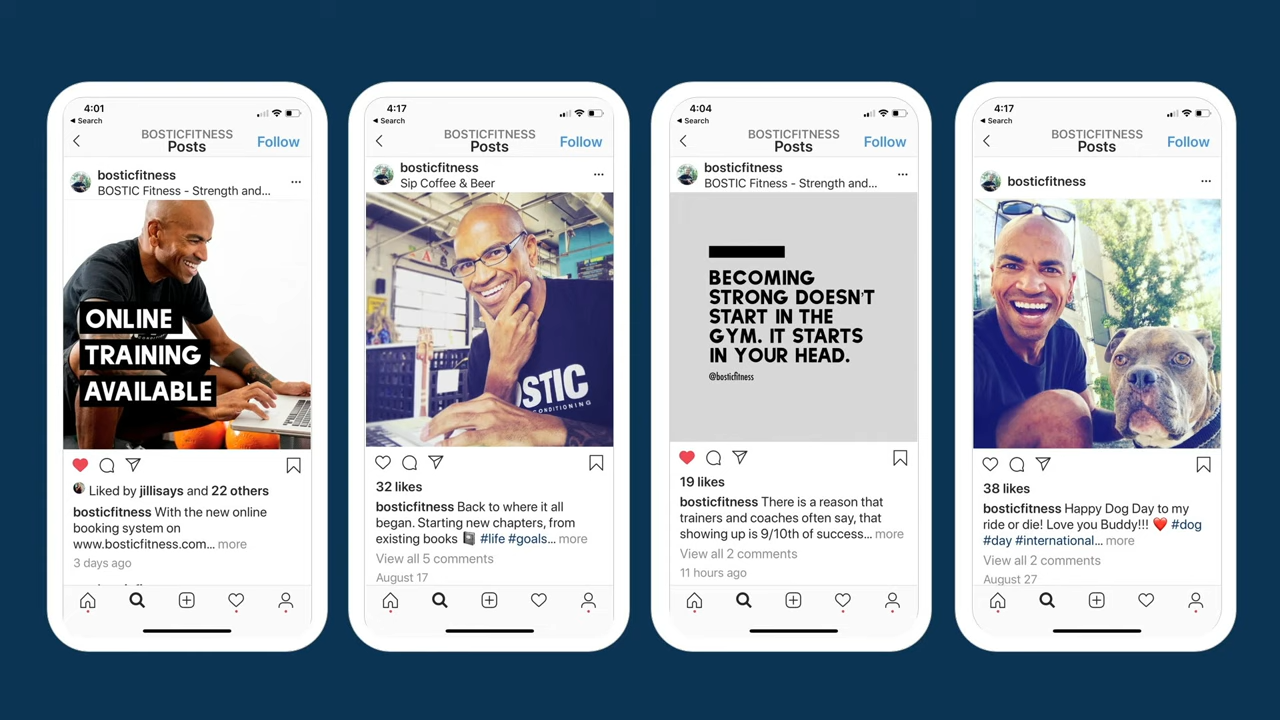 4:01
Search
BOSTICFITNESS
Posts
Follow
bosticfitness
BOSTIC Fitness - Strength and...
ONLINE
TRAINING
AVAILABLE
Liked by jillisays and 22 others
bosticfitness With the new online
booking system on
www.bosticfitness.com... more
3 days ago
4:17
Search
BOSTICFITNESS
Posts
Follow
bosticfitness
Sip Coffee & Beer
OSTIC
CONDITIONING
32 likes
bosticfitness Back to where it all
began. Starting new chapters, from
existing books 📓 #life #goals... more
View all 5 comments
August 17
4:04
Search
BOSTICFITNESS
Posts
Follow
bosticfitness
BOSTIC Fitness - Strength and...
BECOMING
STRONG DOESN'T
START IN THE
GYM. IT STARTS
IN YOUR HEAD.
@bosticfitness
19 likes
bosticfitness There is a reason that
trainers and coaches often say, that
showing up is 9/10th of success... more
View all 2 comments
11 hours ago
4:17
Search
BOSTICFITNESS
Posts
Follow
bosticfitness
38 likes
bosticfitness Happy Dog Day to my
ride or die! Love you Buddy!!! ❤️ #dog
#day #international... more
View all 2 comments
August 27